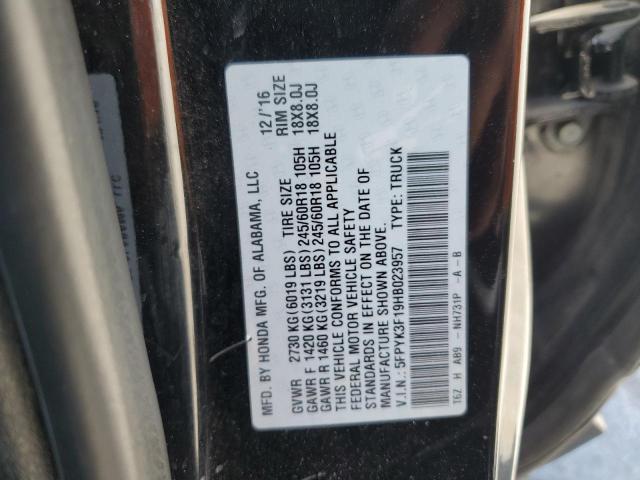 MFD. BY HONDA MFG. OF ALABAMA, LLC 12/'16
GVWR 2730 KG (6019 LBS) TIRE SIZE RIM SIZE
GAWR F 1420 KG (3131 LBS) 245/60R18 105H 18X8.0J
GAWR R 1460 KG (3219 LBS) 245/60R18 105H 18X8.0J
THIS VEHICLE CONFORMS TO ALL APPLICABLE
FEDERAL MOTOR VEHICLE SAFETY
STANDARDS IN EFFECT ON THE DATE OF
MANUFACTURE SHOWN ABOVE.
V.I.N.: 5FPYK3F19HB023957 TYPE: TRUCK
T6Z H AB9 - NH731P -A -B